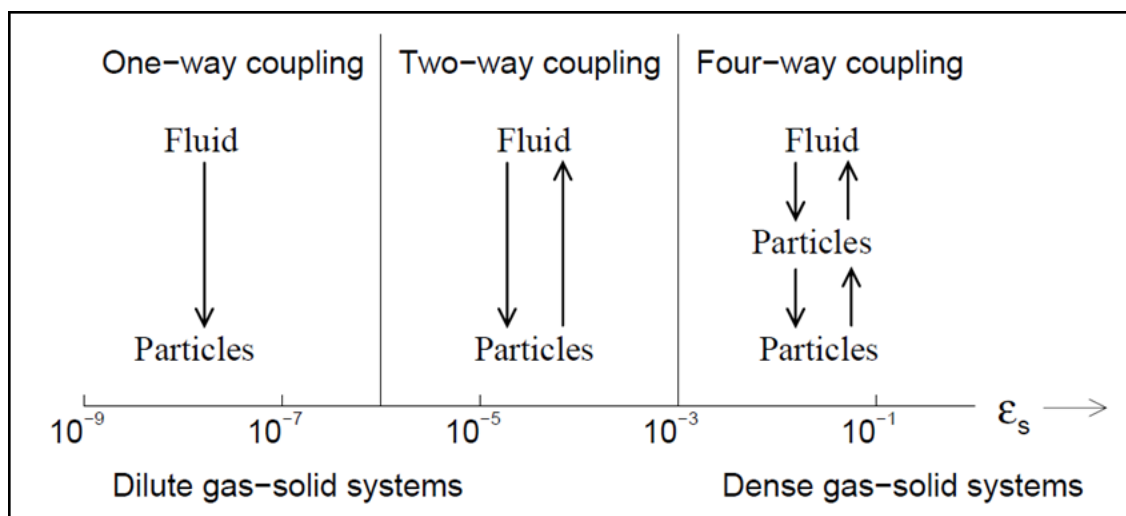 One−way coupling Two−way coupling Four−way coupling
Fluid Fluid Fluid
Particles
Particles Particles Particles
10⁻⁹ 10⁻⁷ 10⁻⁵ 10⁻³ 10⁻¹ εₛ
Dilute gas−solid systems Dense gas−solid systems